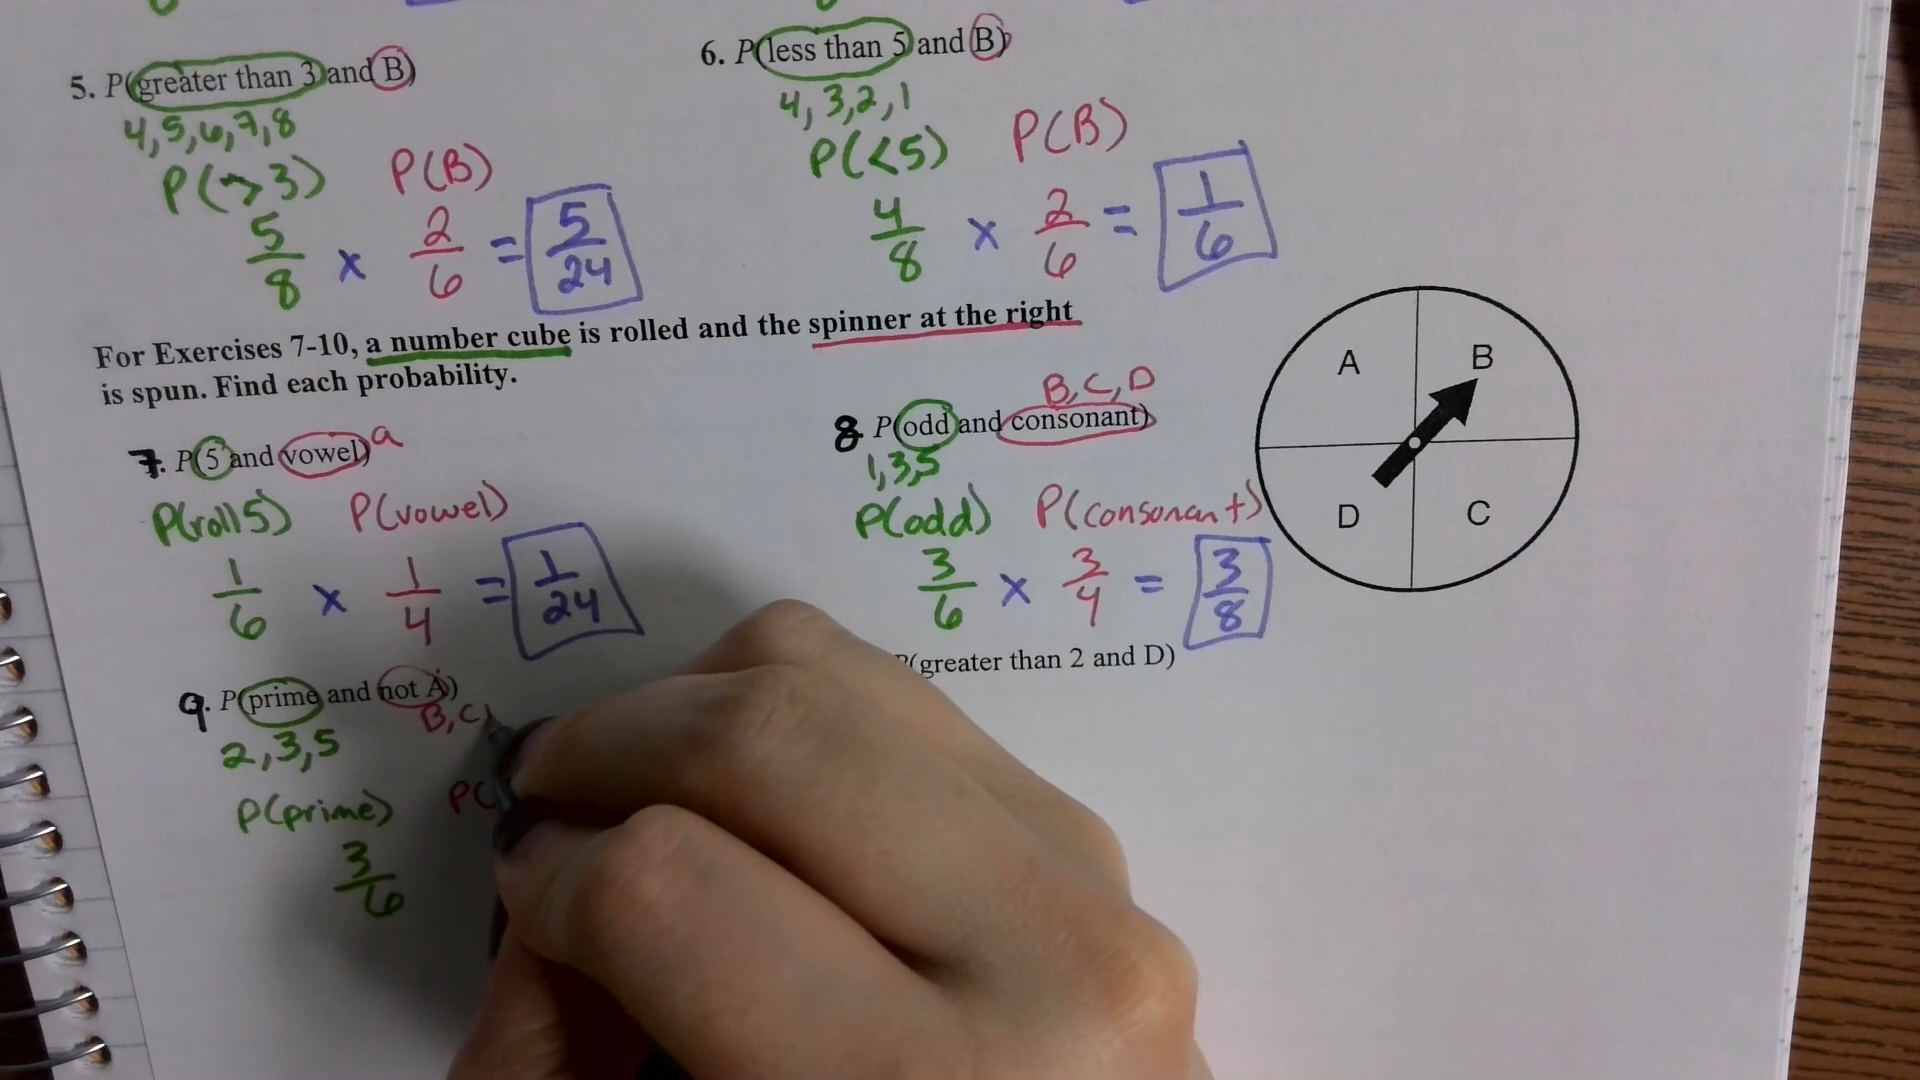 5. P(greater than 3 and B)
4,5,6,7,8
P(>3) P(B)
5/8 x 2/6 = 5/24
6. P(less than 5 and B)
4,3,2,1
P(<5) P(B)
4/8 x 2/6 = 1/6
For Exercises 7-10, a number cube is rolled and the spinner at the right
is spun. Find each probability.
7. P(5 and vowel) a
P(roll 5) P(vowel)
1/6 x 1/4 = 1/24
B, C, D
8. P(odd and consonant)
1,3,5
P(odd) P(consonant)
3/6 x 3/4 = 3/8
A B
D C
9. P(prime and not A)
B, C,
2,3,5
P(prime) P(
3/6
(greater than 2 and D)